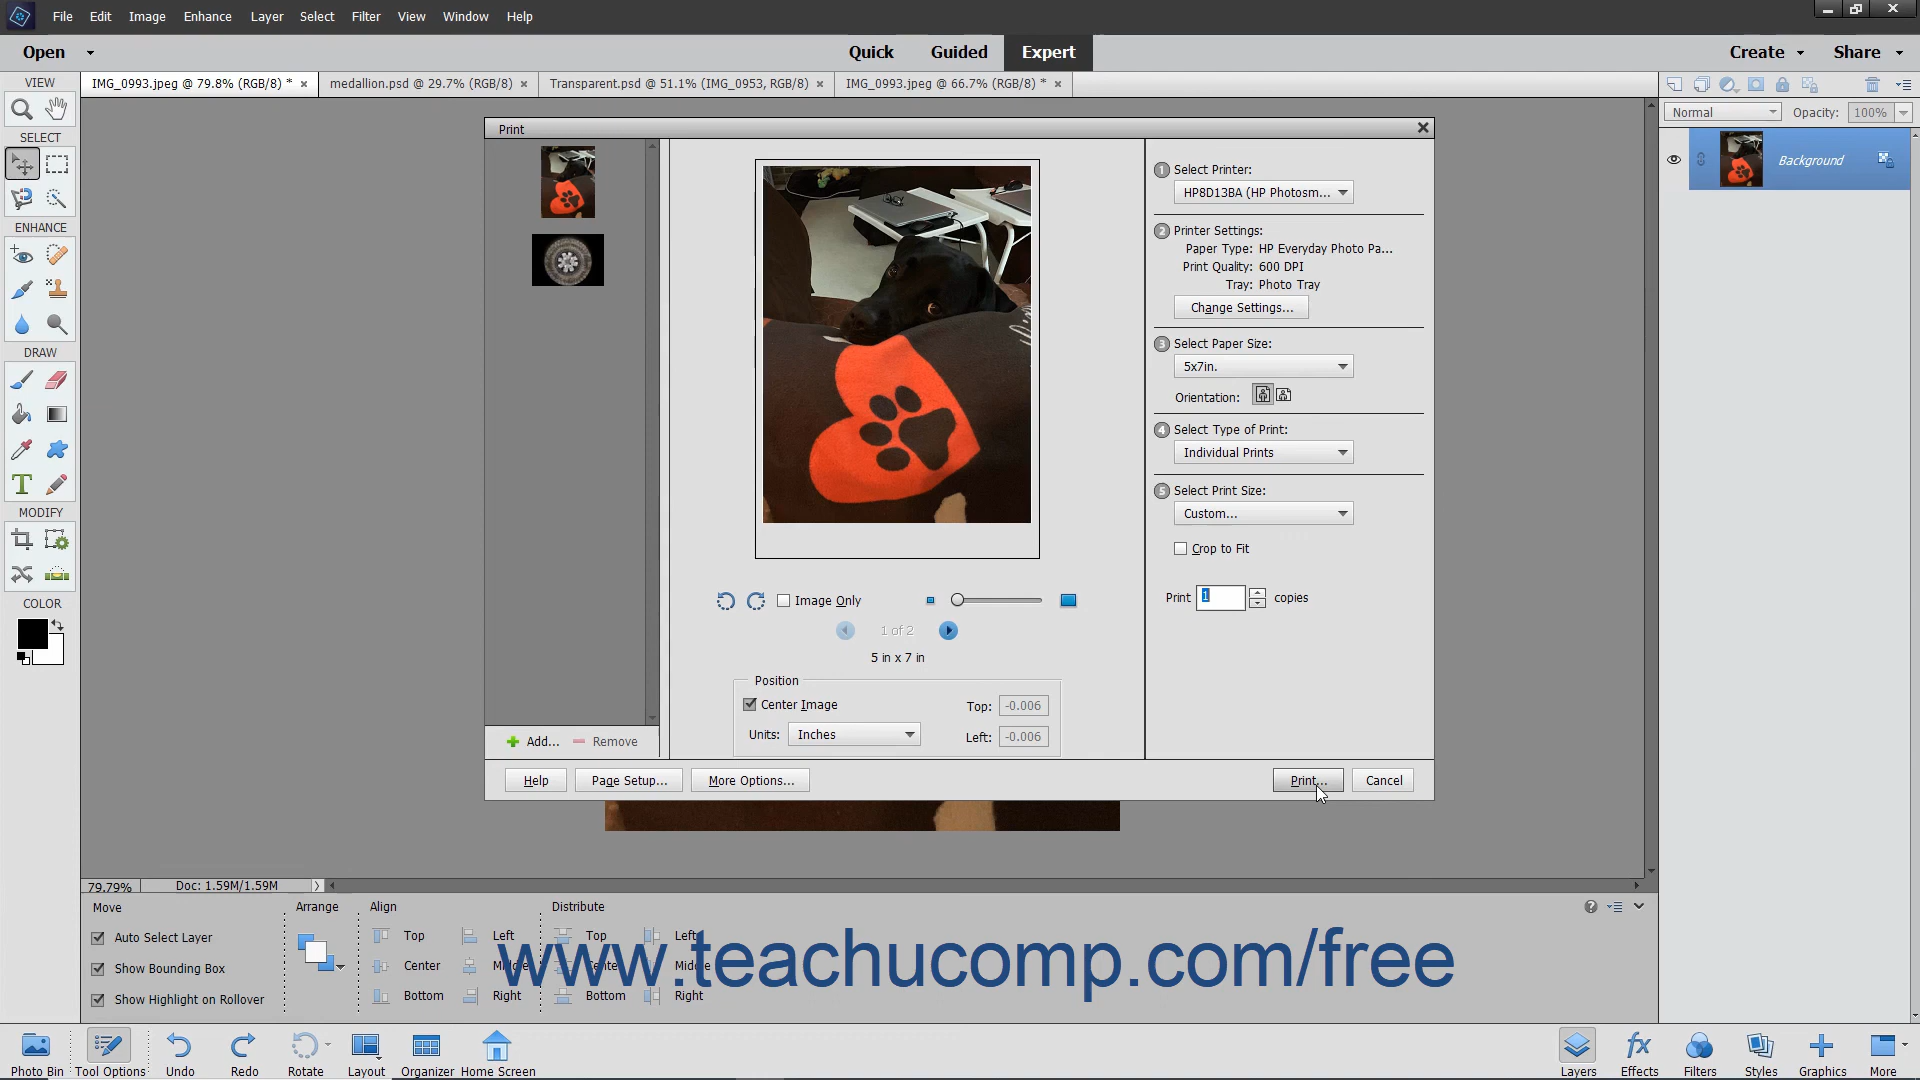 File Edit Image Enhance Layer Select Filter View Window Help
Open Quick Guided Expert Create Share
VIEW
IMG_0993.jpeg @ 79.8% (RGB/8) * × medallion.psd @ 29.7% (RGB/8) × Transparent.psd @ 51.1% (IMG_0953, RGB/8) × IMG_0993.jpeg @ 66.7% (RGB/8) * ×
Normal Opacity: 100%
SELECT
Background
ENHANCE
DRAW
T
MODIFY
COLOR
Print
1 Select Printer:
HP8D13BA (HP Photosm...
2 Printer Settings:
Paper Type: HP Everyday Photo Pa...
Print Quality: 600 DPI
Tray: Photo Tray
Change Settings...
3 Select Paper Size:
5x7in.
Orientation:
4 Select Type of Print:
Individual Prints
5 Select Print Size:
Custom...
Crop to Fit
Print 1 copies
Image Only
1 of 2
5 in x 7 in
Position
Center Image Top: -0.006
Units: Inches Left: -0.006
Add... Remove
Help Page Setup... More Options... Print... Cancel
79.79% Doc: 1.59M/1.59M
Move Arrange Align Distribute
Auto Select Layer Top Left Top Left
Show Bounding Box Center Middle Center Middle
Show Highlight on Rollover Bottom Right Bottom Right
www.teachucomp.com/free
Photo Bin Tool Options Undo Redo Rotate Layout Organizer Home Screen
fx
Layers Effects Filters Styles Graphics More